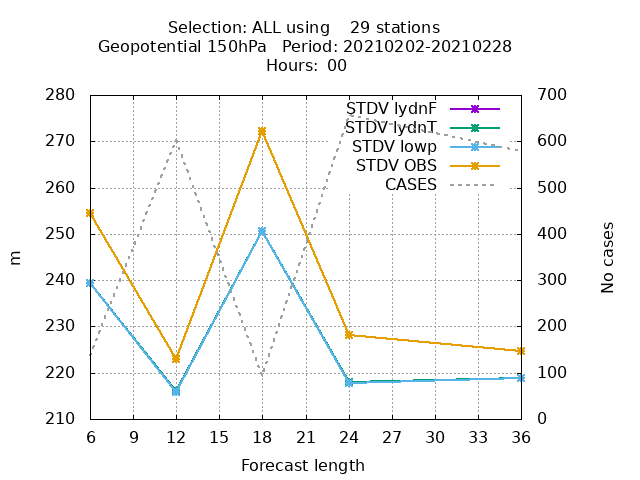 Selection: ALL using    29 stations
Geopotential 150hPa   Period: 20210202-20210228
Hours:  00
280 700
STDV lydnF
270 STDV lydnT 600
STDV lowp
STDV OBS
260 CASES 500
250 400
m No cases
240 300
230 200
220 100
210 0
6 9 12 15 18 21 24 27 30 33 36
Forecast length